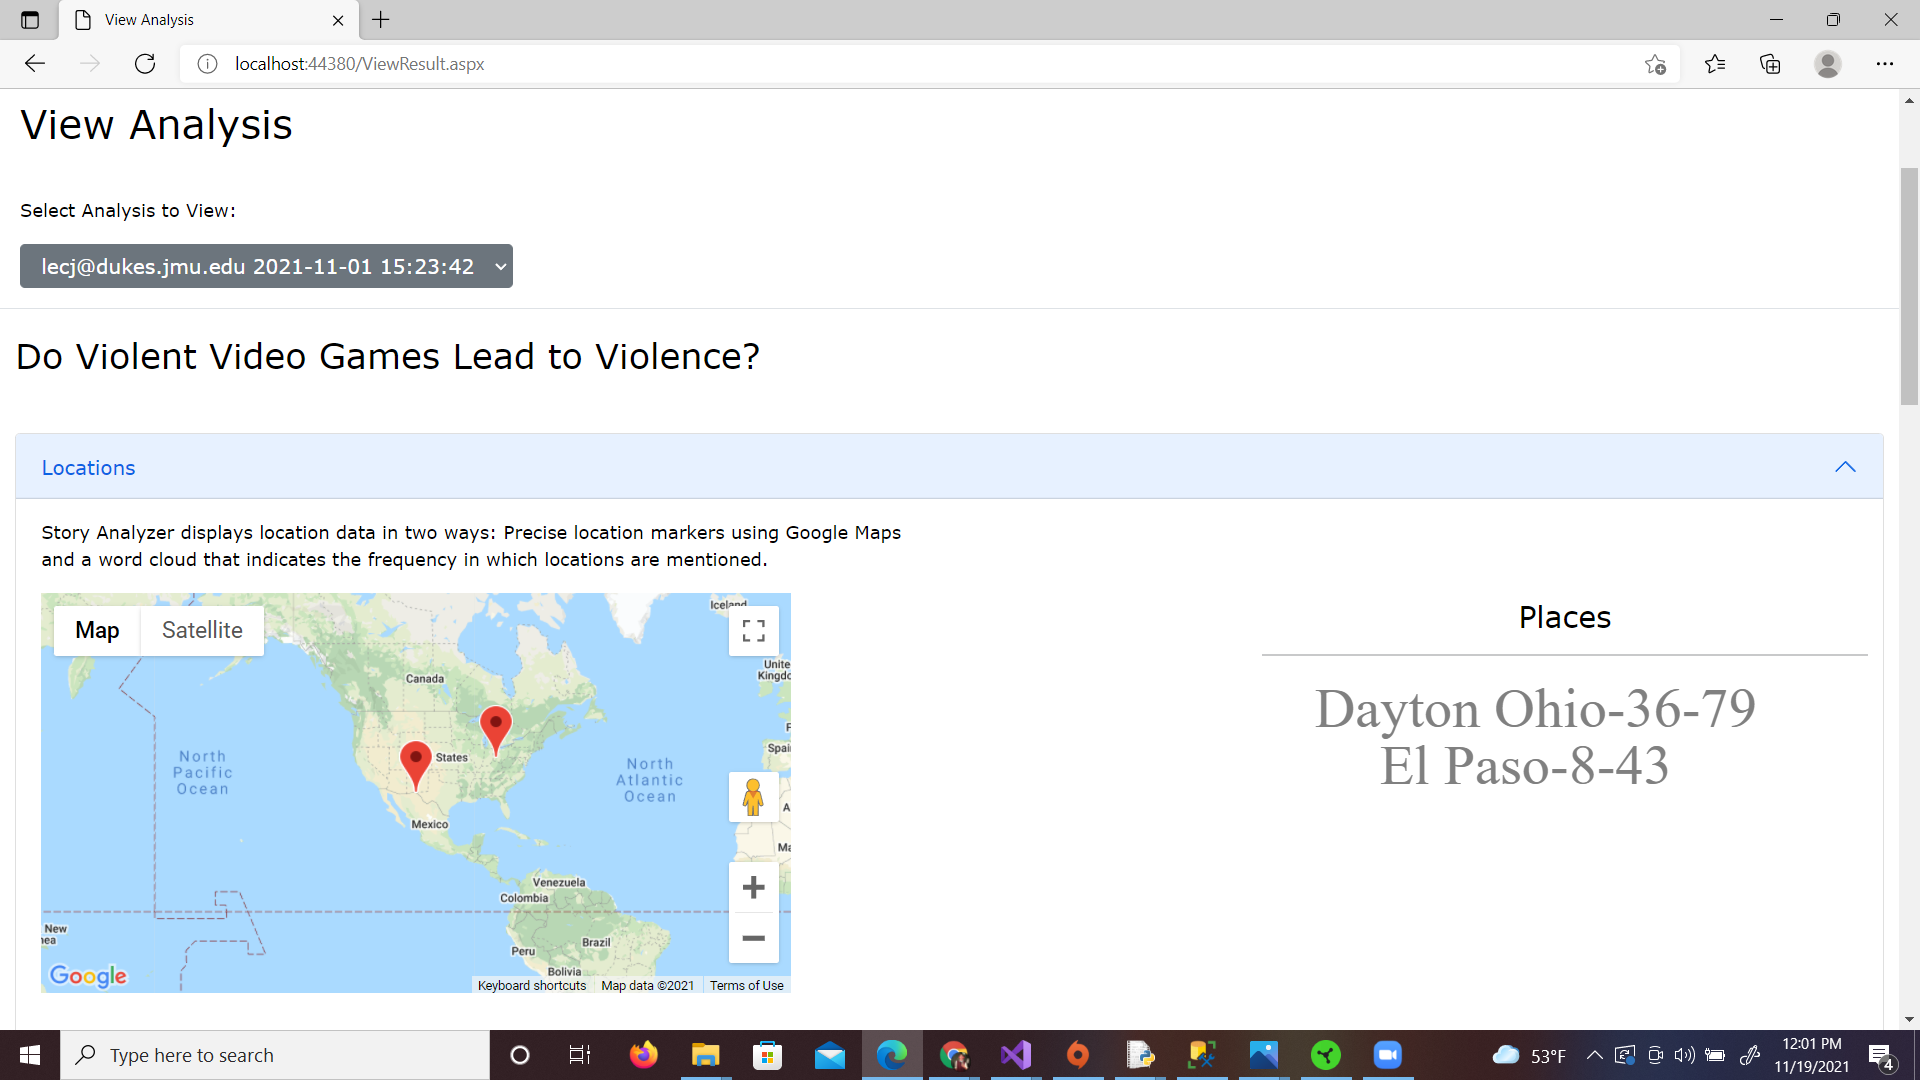 View Analysis
localhost:44380/ViewResult.aspx
View Analysis
Select Analysis to View:
lecj@dukes.jmu.edu 2021-11-01 15:23:42
Do Violent Video Games Lead to Violence?
Locations
Story Analyzer displays location data in two ways: Precise location markers using Google Maps
and a word cloud that indicates the frequency in which locations are mentioned.
Map Satellite
Iceland
Unite
Kingdo
Canada
F
Spai
States
North
Pacific
Ocean
North
Atlantic
Ocean
A
Mexico
Ma
Venezuela
Colombia
New
nea
Brazil
Peru
Bolivia
Google
Keyboard shortcuts Map data ©2021 Terms of Use
Places
Dayton Ohio-36-79
El Paso-8-43
Type here to search
53°F
12:01 PM
11/19/2021
4